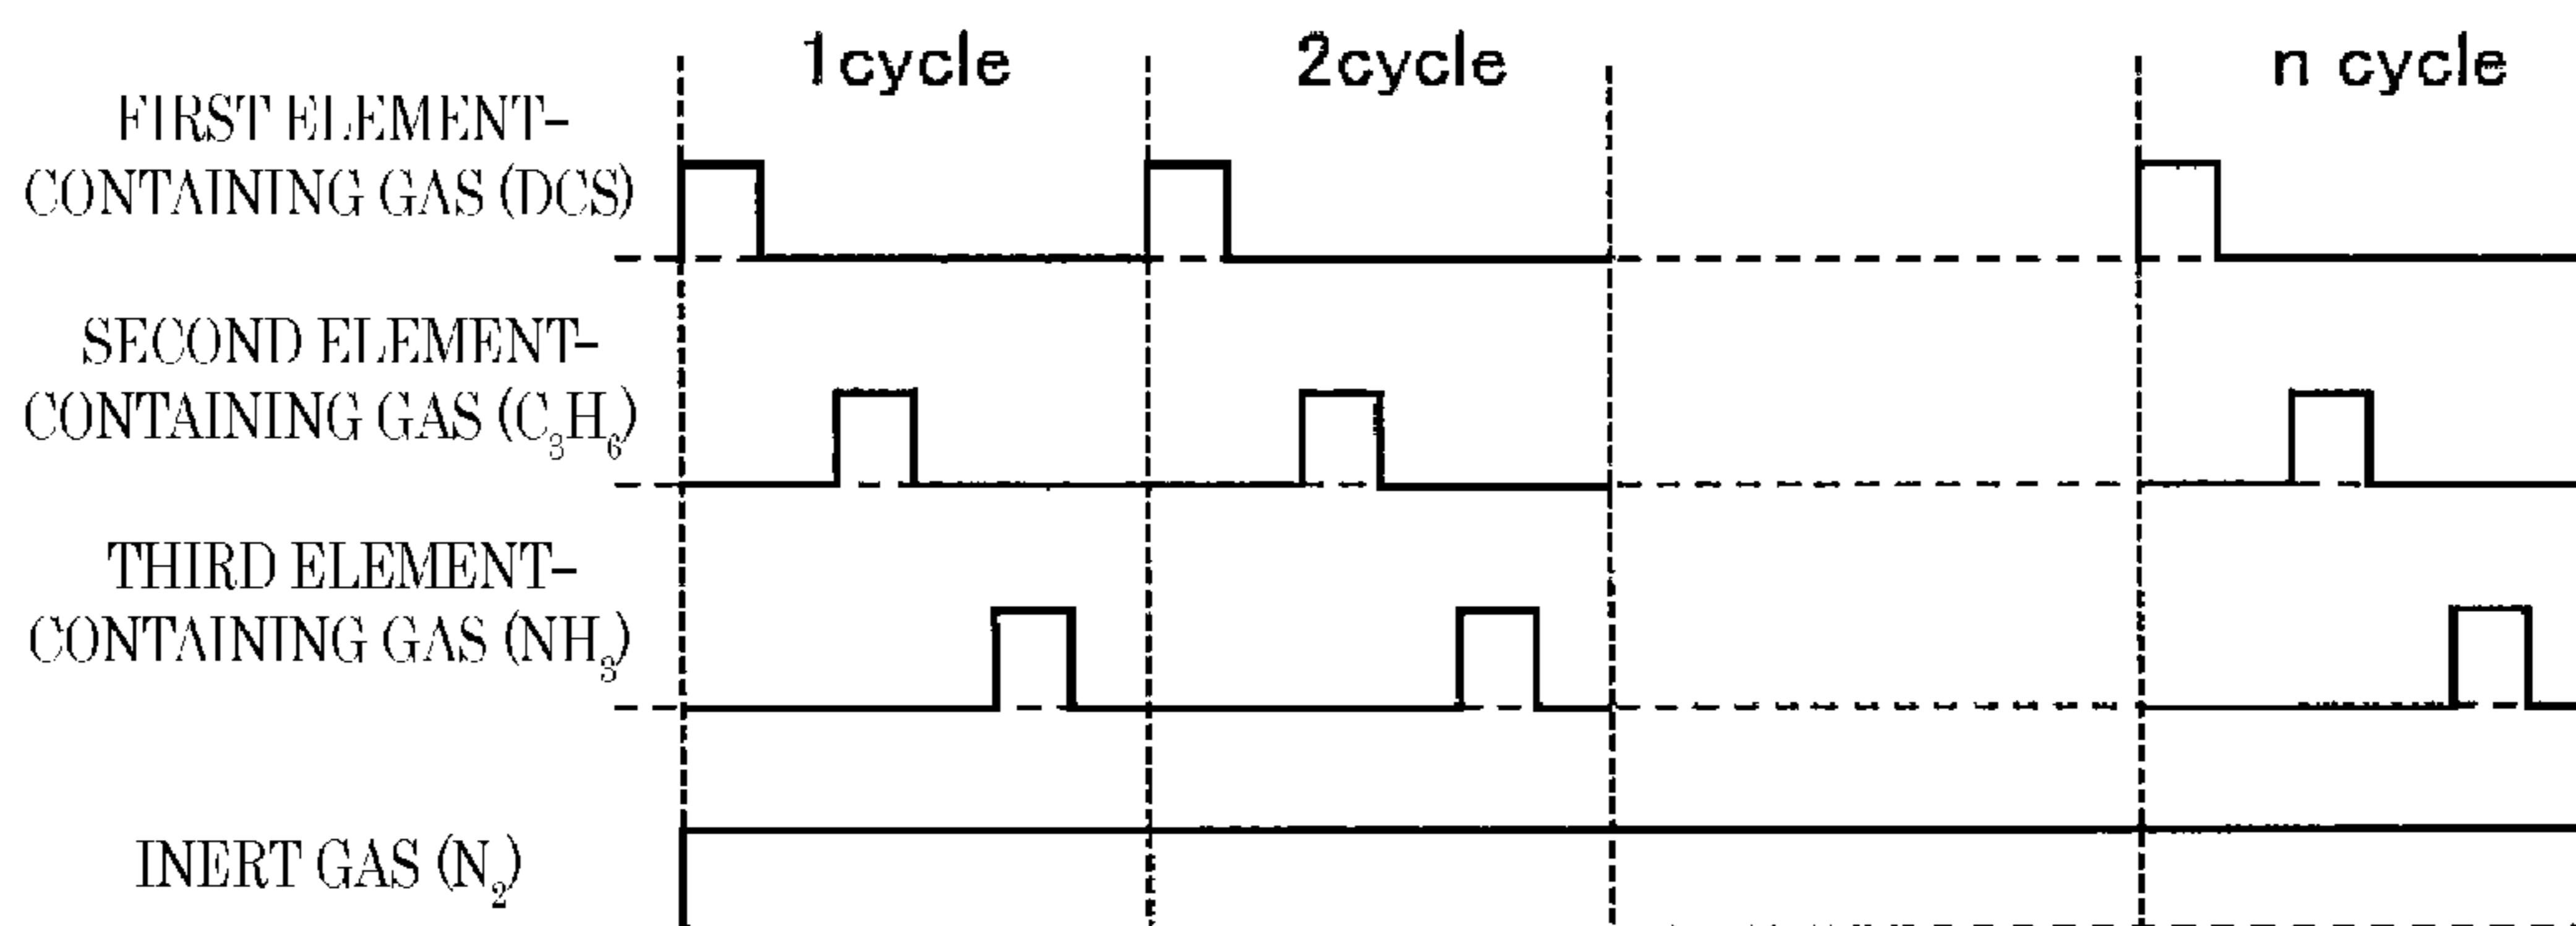 1cycle 2cycle n cycle
FIRST ELEMENT-
CONTAINING GAS (DCS)
SECOND ELEMENT-
CONTAINING GAS (C₃H₆)
THIRD ELEMENT-
CONTAINING GAS (NH₃)
INERT GAS (N₂)